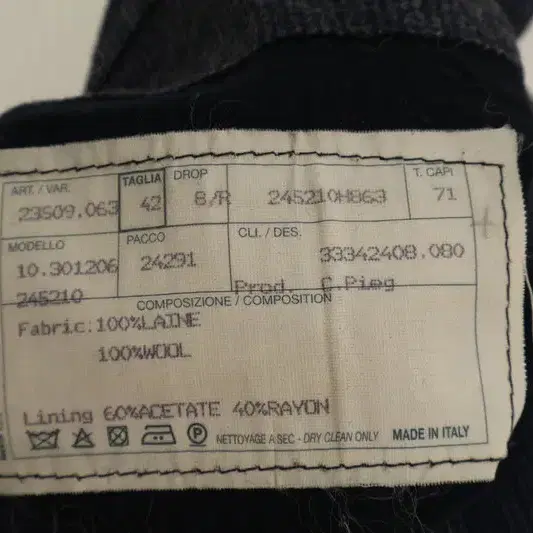 ART. / VAR. TAGLIA DROP T. CAPI
23509.063 42 8/R 245210H863 71
MODELLO PACCO CLI. / DES.
10.301206 24291 33342408.080
245210 Prod. C.Pieg
COMPOSIZIONE / COMPOSITION
Fabric:100%LAINE
100%WOOL
Lining 60%ACETATE 40%RAYON
P NETTOYAGE A SEC - DRY CLEAN ONLY MADE IN ITALY